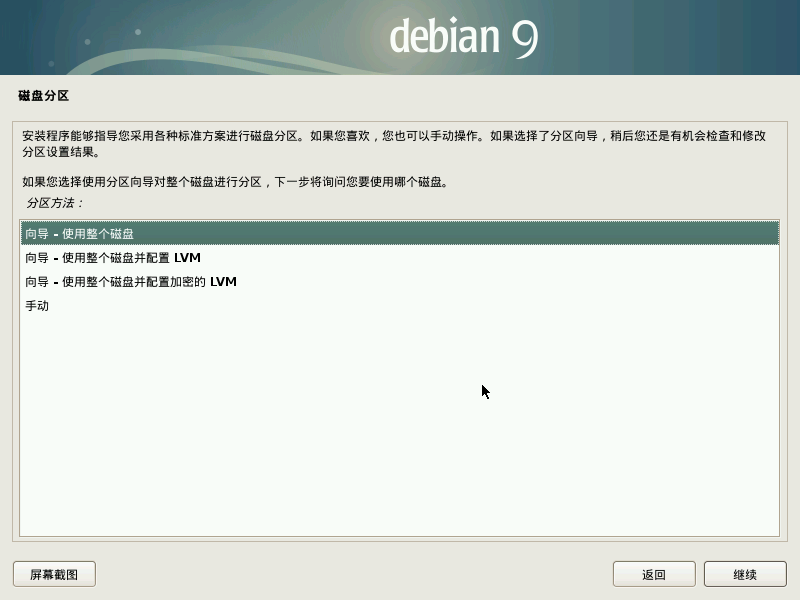 debian 9
磁盘分区
安装程序能够指导您采用各种标准方案进行磁盘分区。如果您喜欢，您也可以手动操作。如果选择了分区向导，稍后您还是有机会检查和修改
分区设置结果。
如果您选择使用分区向导对整个磁盘进行分区，下一步将询问您要使用哪个磁盘。
分区方法：
向导 - 使用整个磁盘
向导 - 使用整个磁盘并配置 LVM
向导 - 使用整个磁盘并配置加密的 LVM
手动
屏幕截图
返回
继续